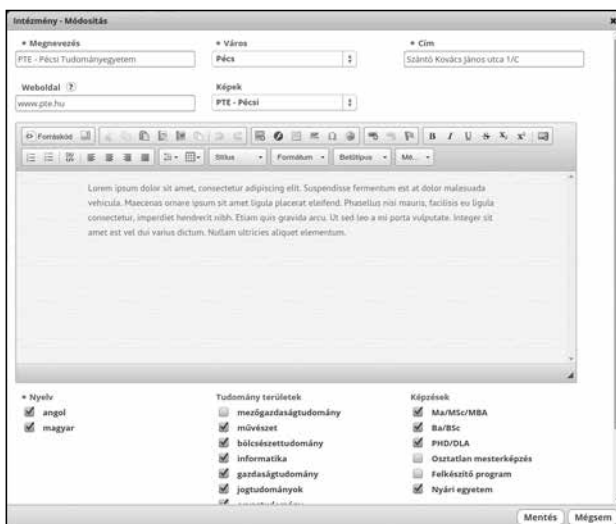 Intézmény - Módosítás
* Megnevezés * Város * Cím
PTE - Pécsi Tudományegyetem Pécs Szántó Kovács János utca 1/C
Weboldal ? Képek
www.pte.hu PTE - Pécsi
Forráskód B I U S X₂ X²
Stílus Formátum Betűtípus Mé...
Lorem ipsum dolor sit amet, consectetur adipiscing elit. Suspendisse fermentum est at dolor malesuada
vehicula. Maecenas ornare ipsum sit amet ligula placerat eleifend. Phasellus nisi mauris, facilisis eu ligula
consectetur, imperdiet hendrerit nibh. Etiam quis gravida arcu. Ut sed leo a mi porta vulputate. Integer sit
amet est vel dui varius dictum. Nullam ultricies aliquet elementum.
* Nyelv Tudomány területek Képzések
angol mezőgazdaságtudomány Ma/MSc/MBA
magyar művészet Ba/BSc
bölcsészettudomány PHD/DLA
informatika Osztatlan mesterképzés
gazdaságtudomány Felkészítő program
jogtudományok Nyári egyetem
Mentés Mégsem